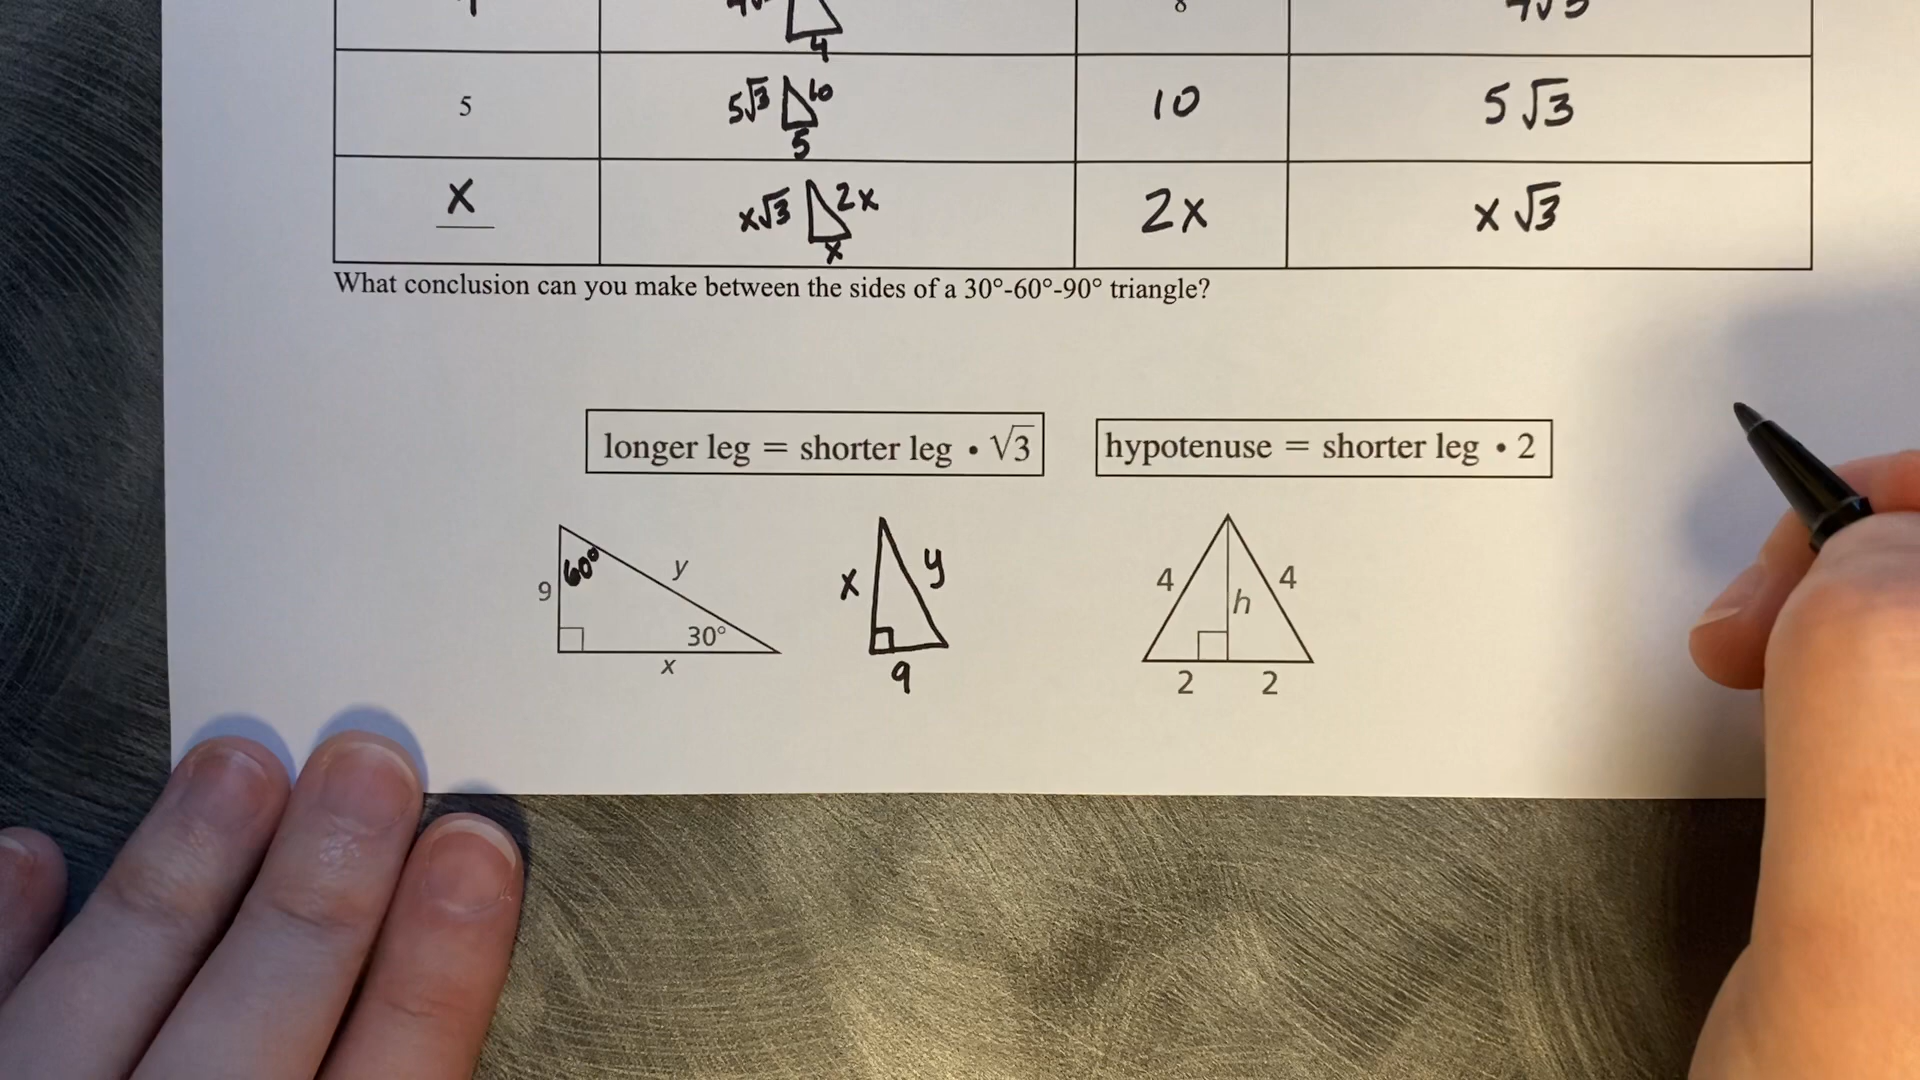 4
8
5 5√3 10 5 10 5√3
x x√3 2x x 2x x√3
What conclusion can you make between the sides of a 30°-60°-90° triangle?
longer leg = shorter leg • √3 hypotenuse = shorter leg • 2
9 60° y 30° x
x y 9
4 h 4 2 2